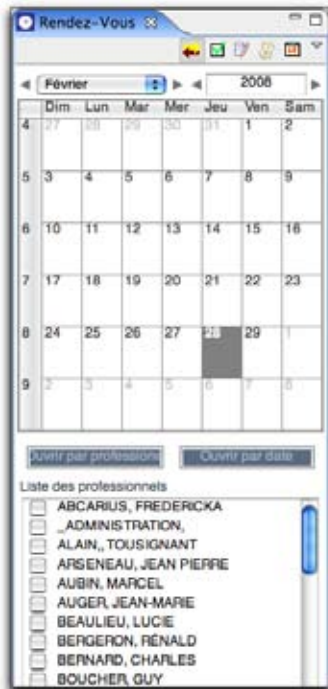 Rendez-Vous
Février 2008
Dim Lun Mar Mer Jeu Ven Sam
4 27 28 29 30 31 1 2
5 3 4 5 6 7 8 9
6 10 11 12 13 14 15 16
7 17 18 19 20 21 22 23
8 24 25 26 27 28 29 1
9 2 3 4 5 6 7 8
Ouvrir par professionn Ouvrir par date
Liste des professionnels
ABCARIUS, FREDERICKA
_ADMINISTRATION,
ALAIN,, TOUSIGNANT
ARSENEAU, JEAN PIERRE
AUBIN, MARCEL
AUGER, JEAN-MARIE
BEAULIEU, LUCIE
BERGERON, RÉNALD
BERNARD, CHARLES
BOUCHER, GUY